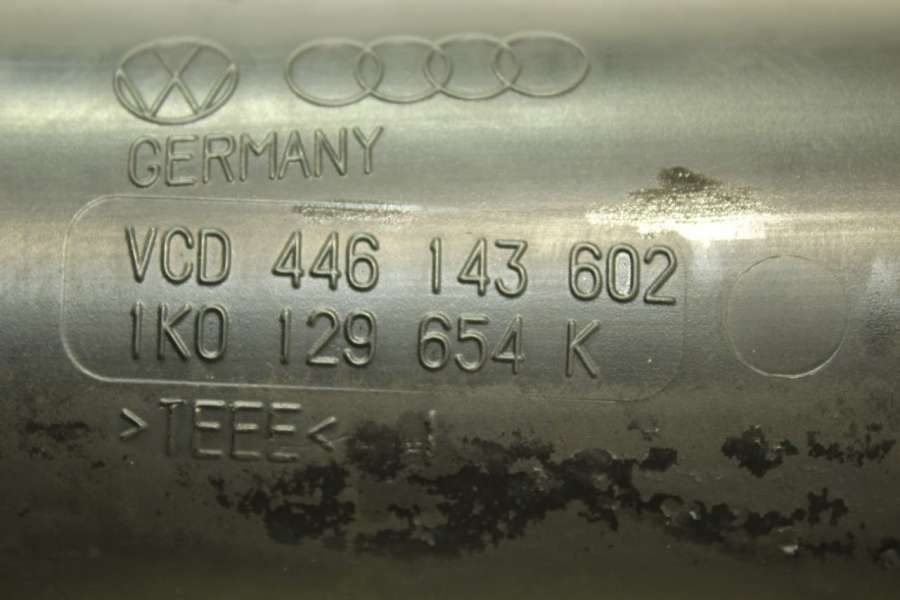 GERMANY
VCD 446 143 602
1K0 129 654 K
>TEEE<